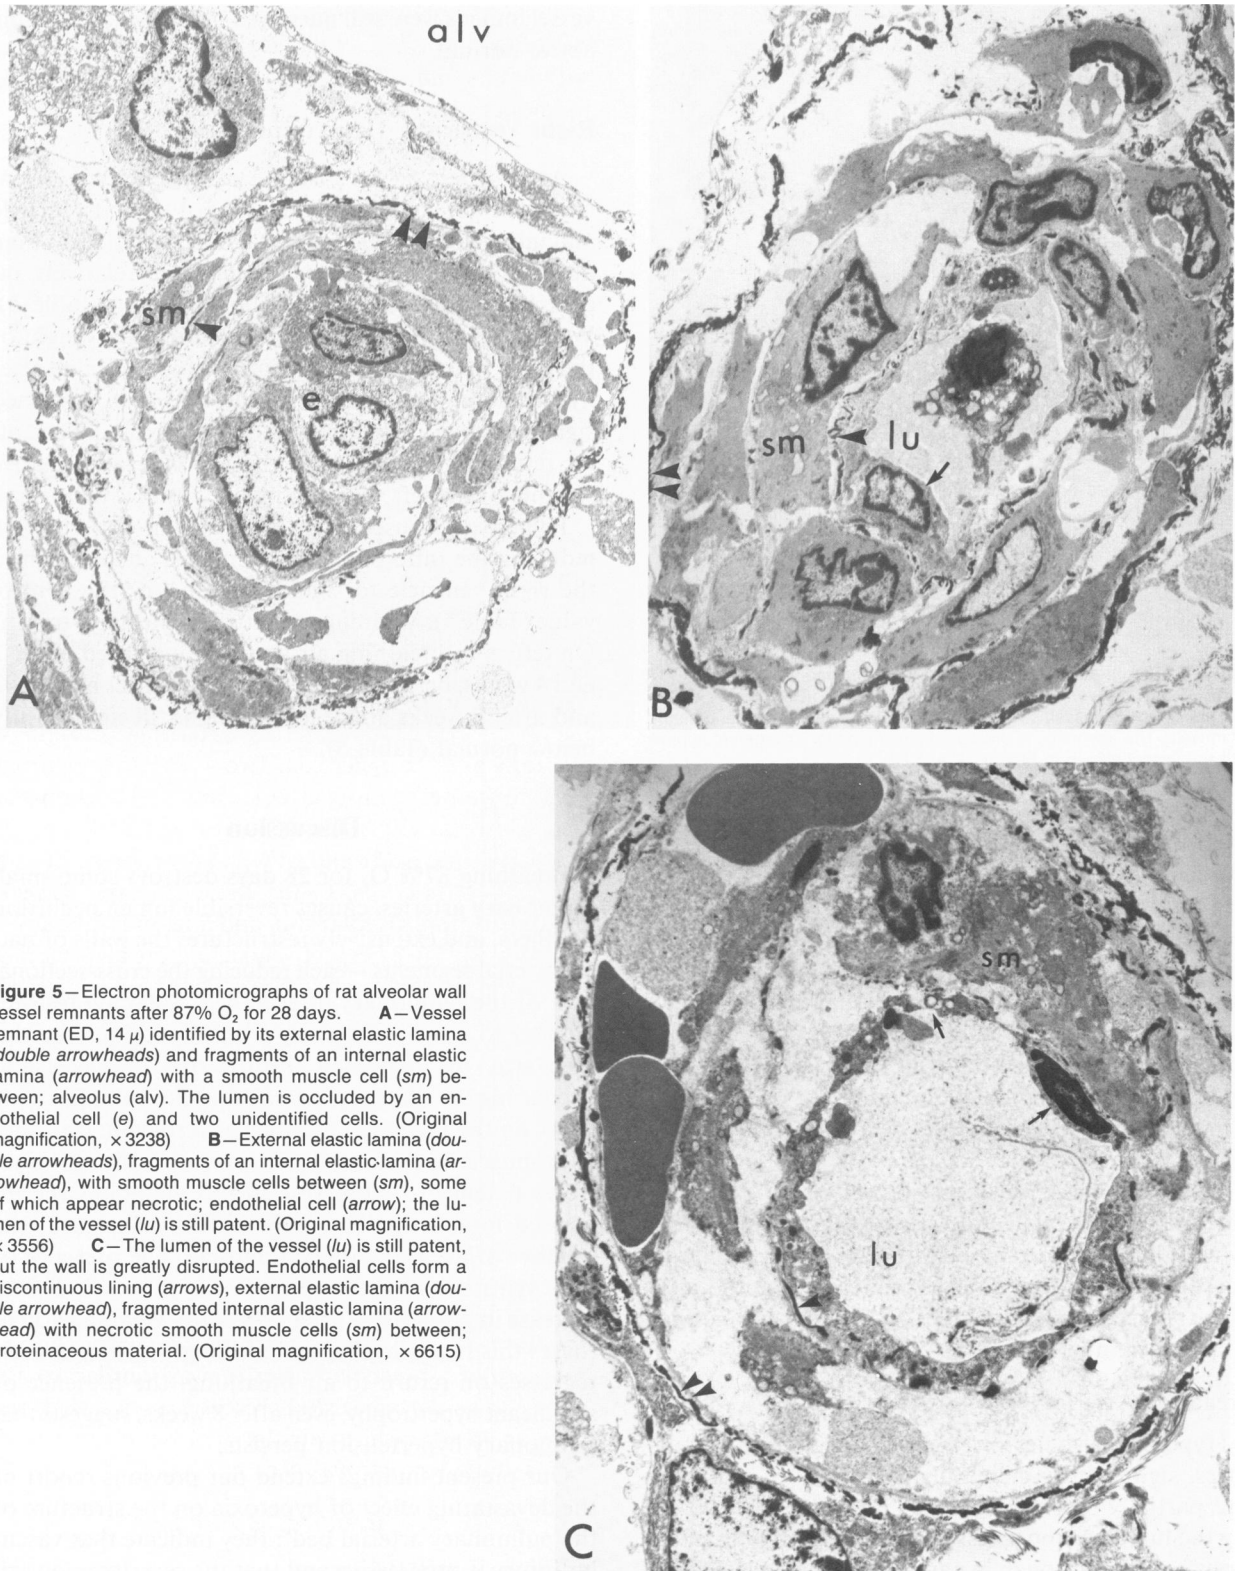 alv
sm
e
A
sm
lu
B
sm
lu
C
igure 5—Electron photomicrographs of rat alveolar wall
essel remnants after 87% O₂ for 28 days. A—Vessel
emnant (ED, 14 μ) identified by its external elastic lamina
double arrowheads) and fragments of an internal elastic
amina (arrowhead) with a smooth muscle cell (sm) be-
ween; alveolus (alv). The lumen is occluded by an en-
othelial cell (e) and two unidentified cells. (Original
nagnification, ×3238) B—External elastic lamina (dou-
le arrowheads), fragments of an internal elastic lamina (ar-
owhead), with smooth muscle cells between (sm), some
f which appear necrotic; endothelial cell (arrow); the lu-
nen of the vessel (lu) is still patent. (Original magnification,
×3556) C—The lumen of the vessel (lu) is still patent,
ut the wall is greatly disrupted. Endothelial cells form a
iscontinuous lining (arrows), external elastic lamina (dou-
le arrowhead), fragmented internal elastic lamina (arrow-
ead) with necrotic smooth muscle cells (sm) between;
roteinaceous material. (Original magnification, ×6615)